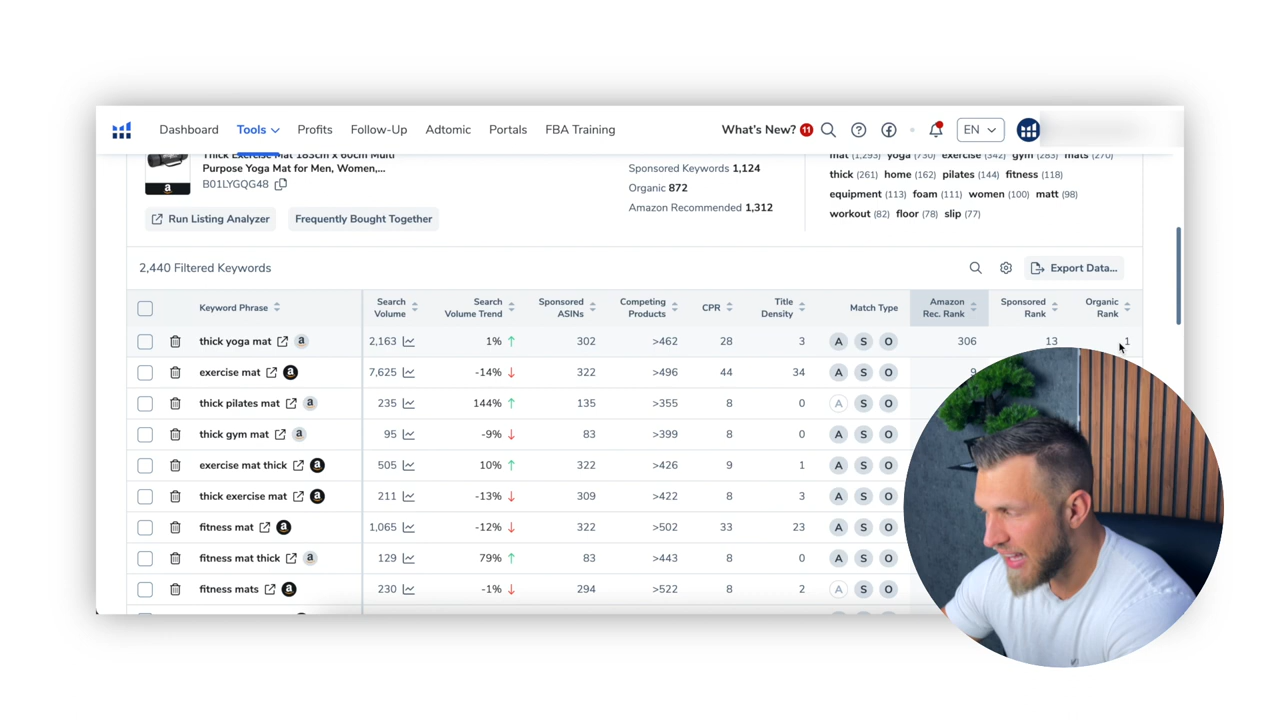 Dashboard Tools Profits Follow-Up Adtomic Portals FBA Training What's New? 11 EN
Thick Exercise Mat 183cm x 60cm Multi
Purpose Yoga Mat for Men, Women,...
B01LYGQG48
Run Listing Analyzer Frequently Bought Together
Sponsored Keywords 1,124
Organic 872
Amazon Recommended 1,312
mat (1,293) yoga (730) exercise (342) gym (283) mats (270)
thick (261) home (162) pilates (144) fitness (118)
equipment (113) foam (111) women (100) matt (98)
workout (82) floor (78) slip (77)
2,440 Filtered Keywords Export Data...
Keyword Phrase Search Volume Search Volume Trend Sponsored ASINs Competing Products CPR Title Density Match Type Amazon Rec. Rank Sponsored Rank Organic Rank
thick yoga mat a 2,163 1% 302 >462 28 3 A S O 306 13 1
exercise mat a 7,625 -14% 322 >496 44 34 A S O 9
thick pilates mat a 235 144% 135 >355 8 0 A S O
thick gym mat a 95 -9% 83 >399 8 0 A S O
exercise mat thick a 505 10% 322 >426 9 1 A S O
thick exercise mat a 211 -13% 309 >422 8 3 A S O
fitness mat a 1,065 -12% 322 >502 33 23 A S O
fitness mat thick a 129 79% 83 >443 8 0 A S O
fitness mats a 230 -1% 294 >522 8 2 A S O